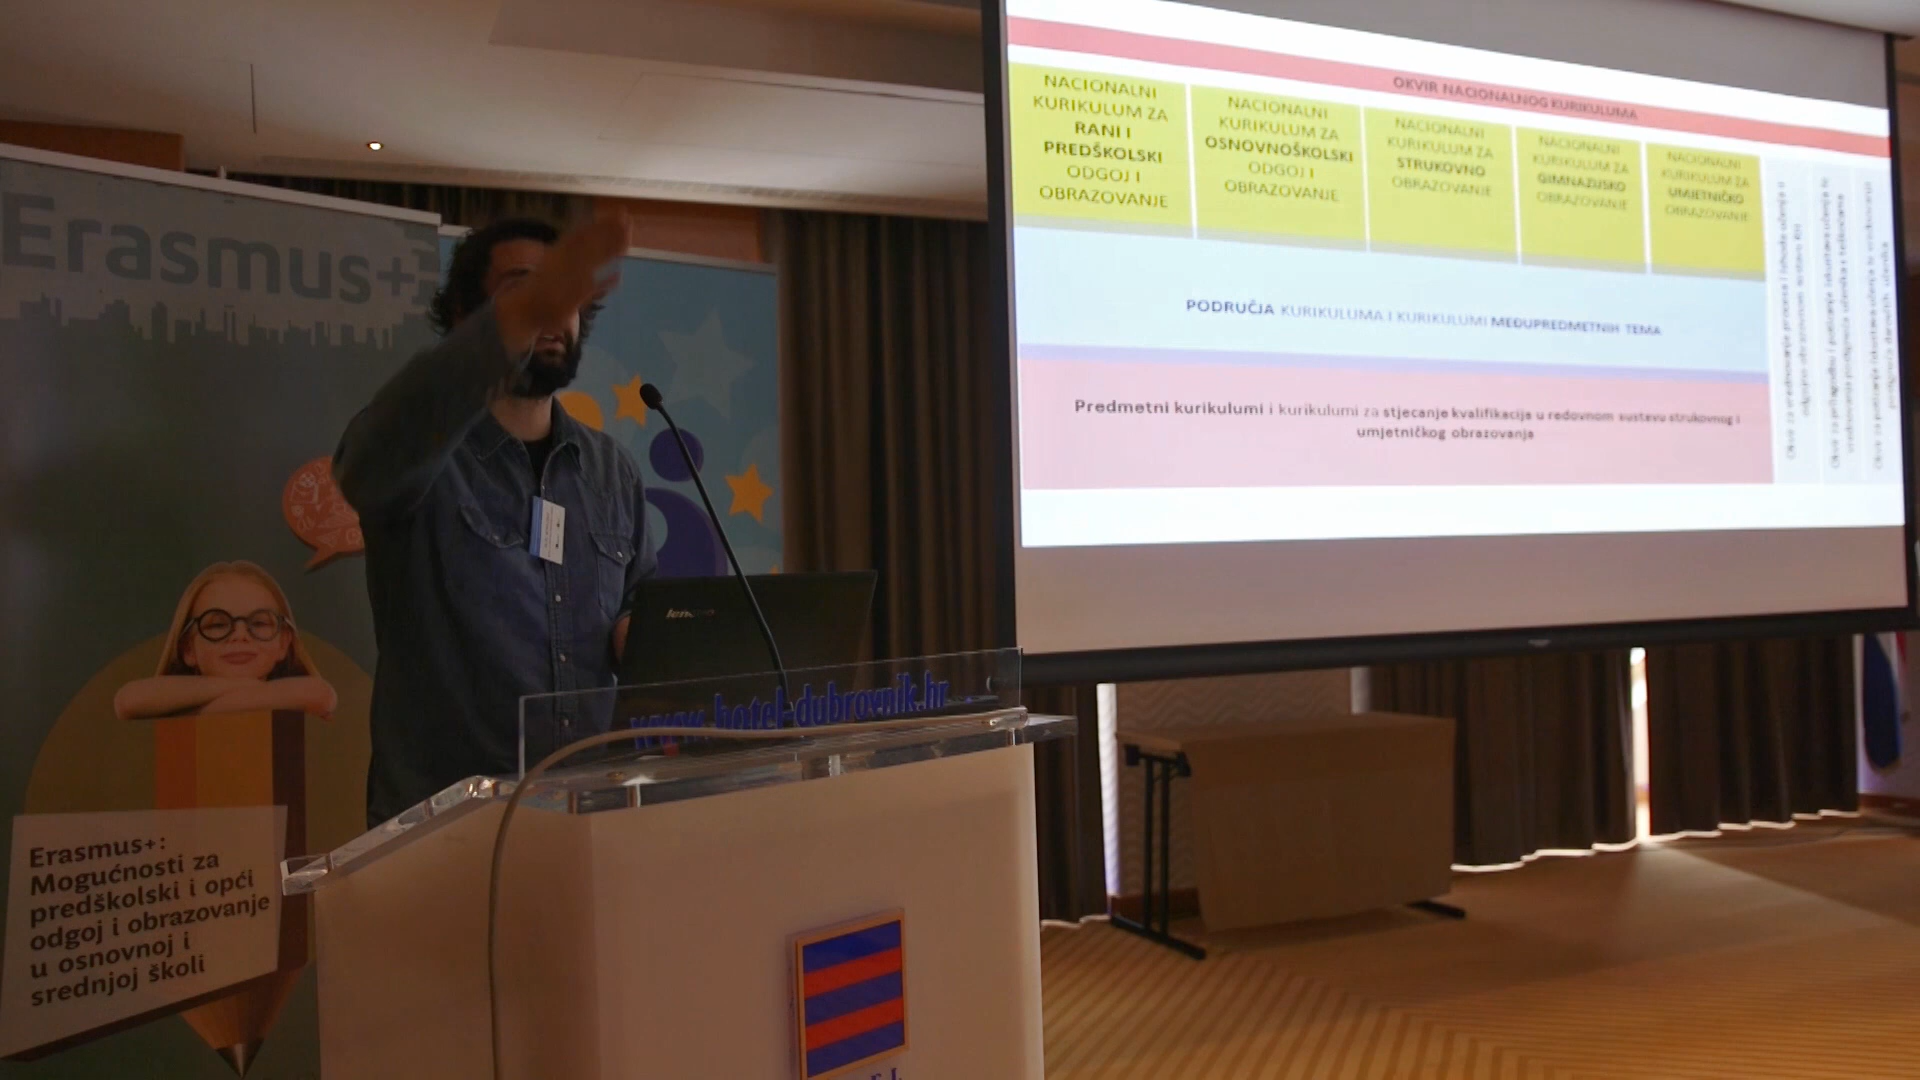 Erasmus+
Erasmus+:
Mogućnosti za
predškolski i opći
odgoj i obrazovanje
u osnovnoj i
srednjoj školi
lenovo
www.hotel-dubrovnik.hr
OKVIR NACIONALNOG KURIKULUMA
NACIONALNI
KURIKULUM ZA
RANI I
PREDŠKOLSKI
ODGOJ I
OBRAZOVANJE
NACIONALNI
KURIKULUM ZA
OSNOVNOŠKOLSKI
ODGOJ I
OBRAZOVANJE
NACIONALNI
KURIKULUM ZA
STRUKOVNO
OBRAZOVANJE
NACIONALNI
KURIKULUM ZA
GIMNAZIJSKO
OBRAZOVANJE
NACIONALNI
KURIKULUM ZA
UMJETNIČKO
OBRAZOVANJE
PODRUČJA KURIKULUMA I KURIKULUMI MEĐUPREDMETNIH TEMA
Predmetni kurikulumi i kurikulumi za stjecanje kvalifikacija u redovnom sustavu strukovnog i
umjetničkog obrazovanja